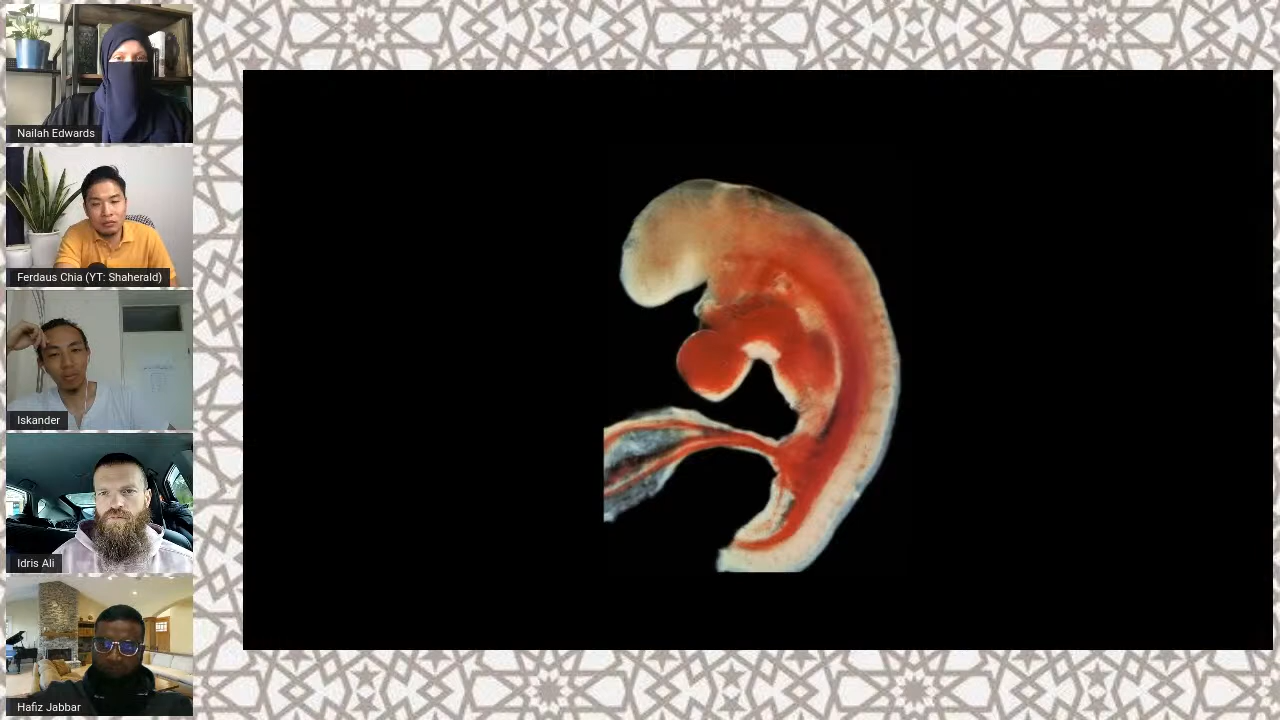 Nailah Edwards
Ferdaus Chia (YT: Shaherald)
Iskander
Idris Ali
Hafiz Jabbar